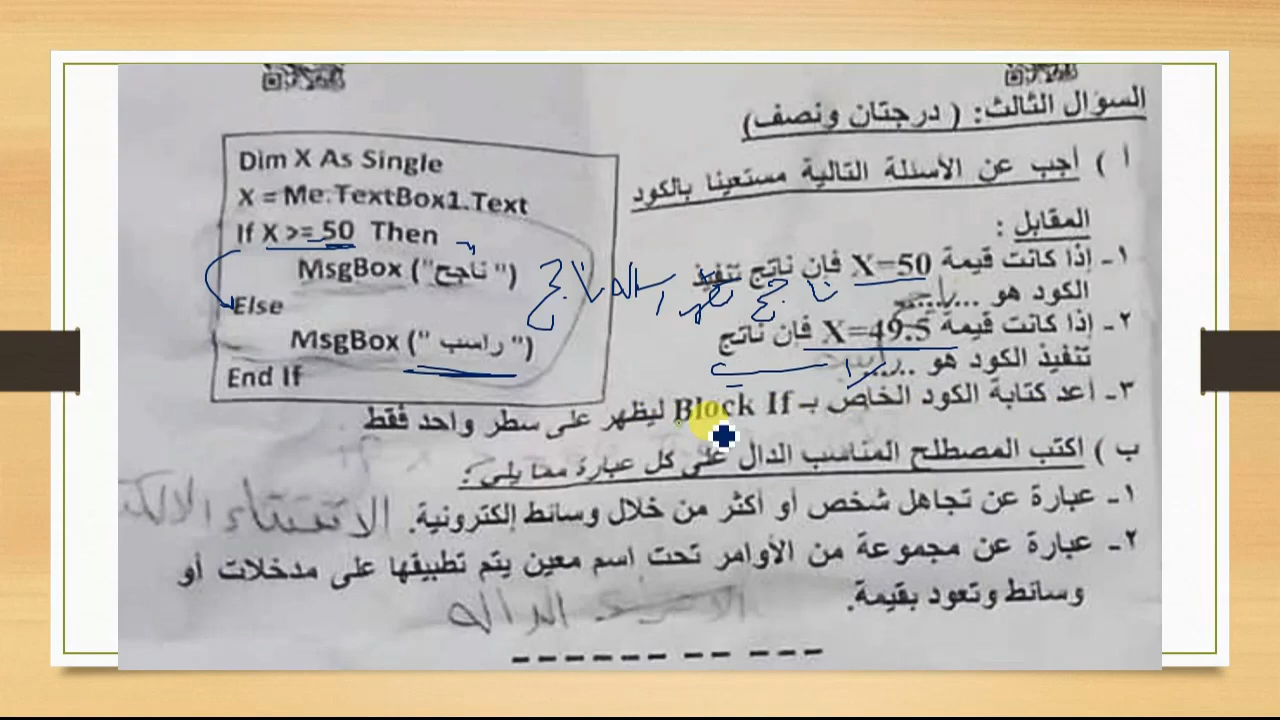 السؤال الثالث: ( درجتان ونصف)
أ ) أجب عن الأسئلة التالية مستعينا بالكود
المقابل :
١- إذا كانت قيمة X=50 فإن ناتج تنفيذ
الكود هو ........ ناجح
تظهر رساله ناجح
٢- إذا كانت قيمة X=49.5 فإن ناتج
تنفيذ الكود هو ...... راسب
٣- أعد كتابة الكود الخاص بـ Block If ليظهر على سطر واحد فقط
Dim X As Single
X = Me.TextBox1.Text
If X >= 50 Then
MsgBox ("ناجح ")
Else
MsgBox (" راسب ")
End If
ب ) اكتب المصطلح المناسب الدال على كل عبارة مما يلي :
١- عبارة عن تجاهل شخص أو أكثر من خلال وسائط إلكترونية. الاستثناء
٢- عبارة عن مجموعة من الأوامر تحت اسم معين يتم تطبيقها على مدخلات أو
وسائط وتعود بقيمة.
الداله